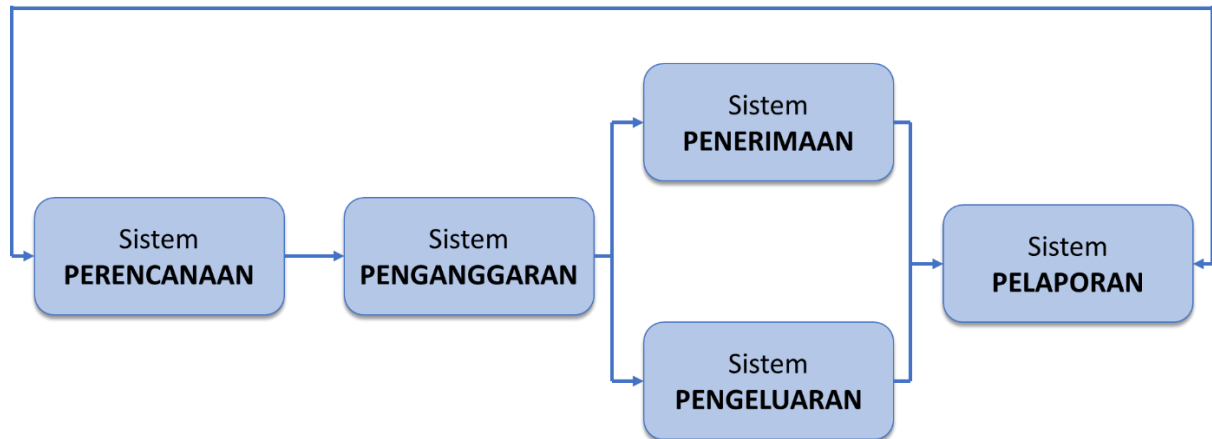 Sistem
PERENCANAAN
Sistem
PENGANGGARAN
Sistem
PENERIMAAN
Sistem
PENGELUARAN
Sistem
PELAPORAN